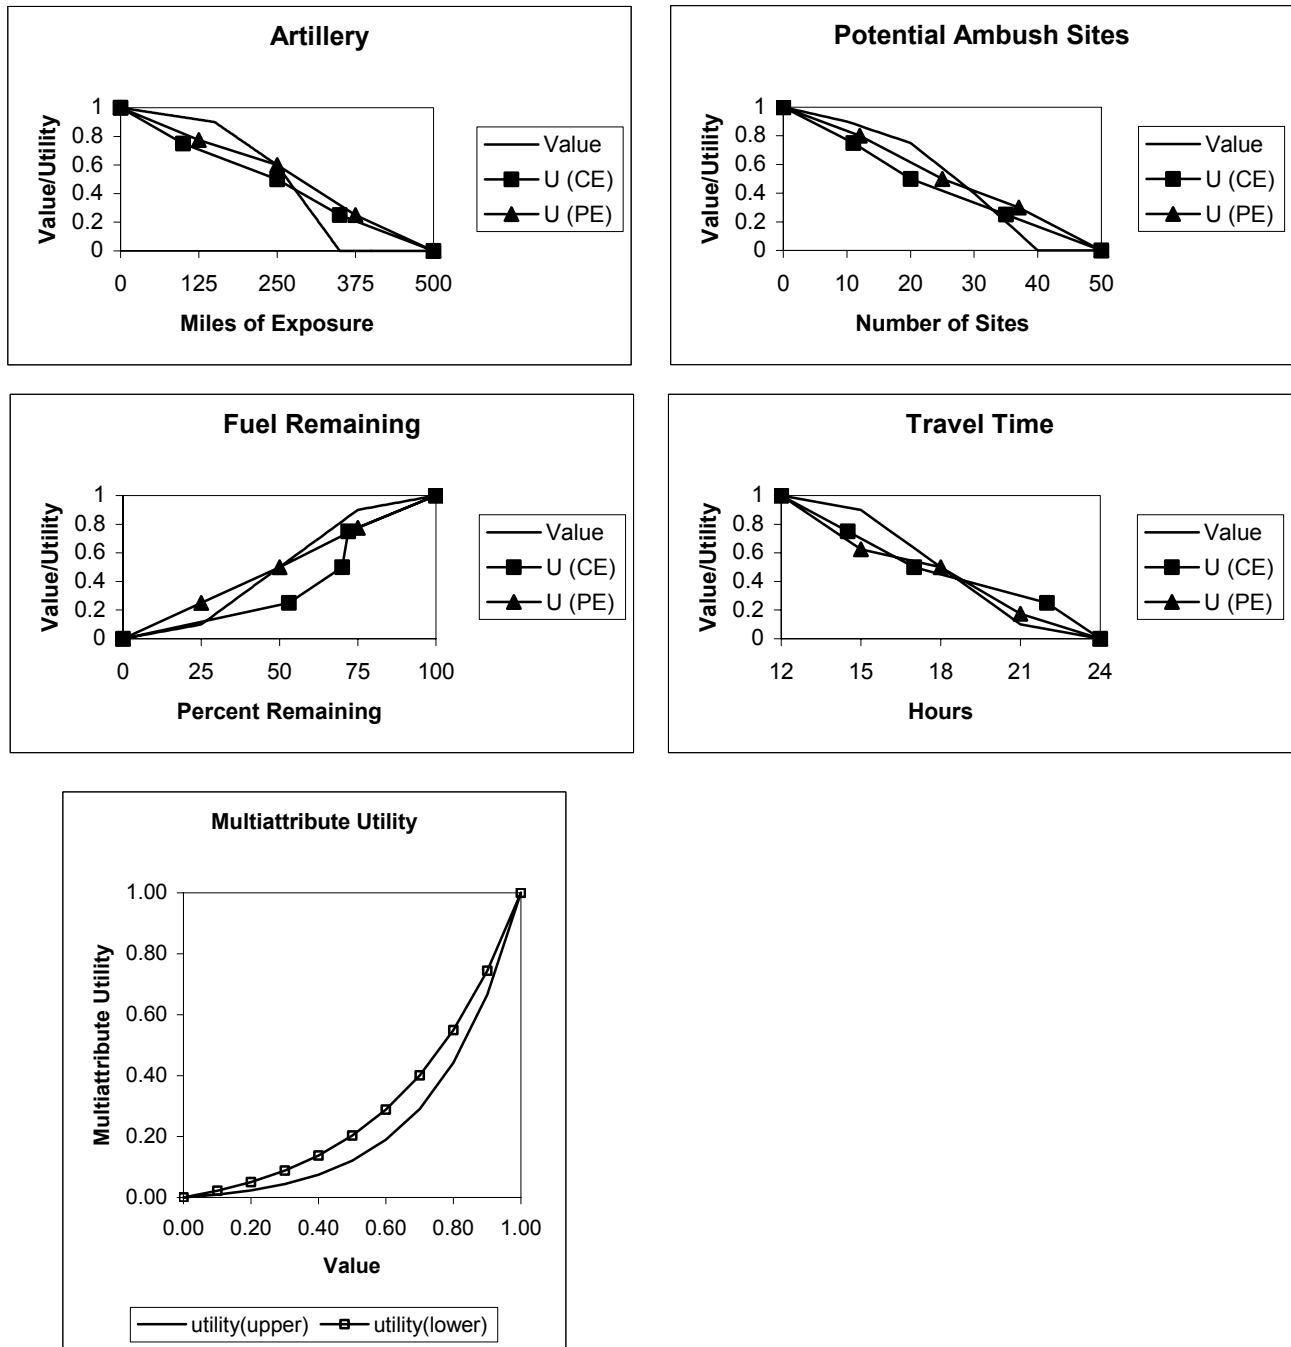 Artillery
Value/Utility
1
0.8
0.6
0.4
0.2
0
0 125 250 375 500
Miles of Exposure
Value
U (CE)
U (PE)
Potential Ambush Sites
Value/Utility
1
0.8
0.6
0.4
0.2
0
0 10 20 30 40 50
Number of Sites
Value
U (CE)
U (PE)
Fuel Remaining
Value/Utility
1
0.8
0.6
0.4
0.2
0
0 25 50 75 100
Percent Remaining
Value
U (CE)
U (PE)
Travel Time
Value/Utility
1
0.8
0.6
0.4
0.2
0
12 15 18 21 24
Hours
Value
U (CE)
U (PE)
Multiattribute Utility
Multiattribute Utility
1.00
0.80
0.60
0.40
0.20
0.00
0.00 0.20 0.40 0.60 0.80 1.00
Value
utility(upper) utility(lower)